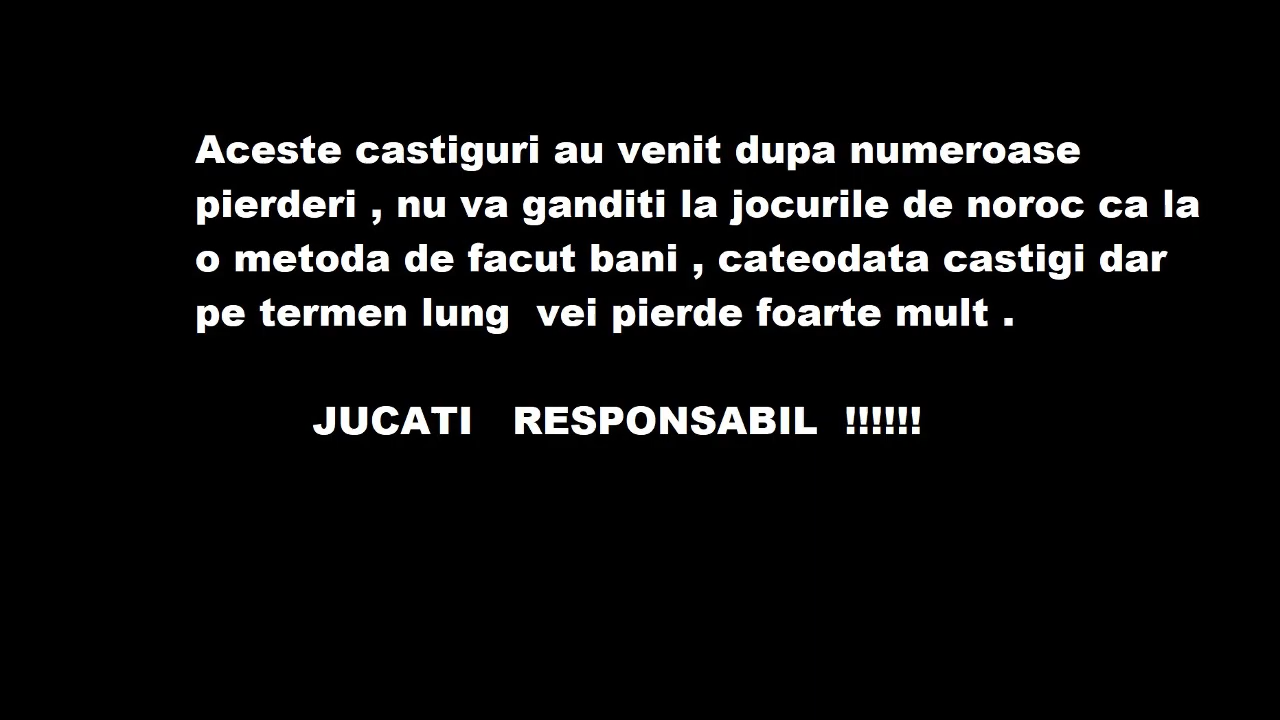 Aceste castiguri au venit dupa numeroase
pierderi , nu va ganditi la jocurile de noroc ca la
o metoda de facut bani , cateodata castigi dar
pe termen lung  vei pierde foarte mult .
JUCATI   RESPONSABIL  !!!!!!